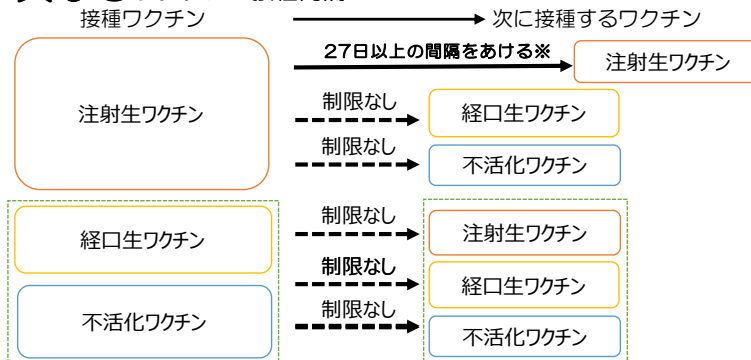 接種ワクチン
次に接種するワクチン
27日以上の間隔をあける※
注射生ワクチン
注射生ワクチン
制限なし
経口生ワクチン
制限なし
不活化ワクチン
経口生ワクチン
制限なし
注射生ワクチン
制限なし
経口生ワクチン
不活化ワクチン
制限なし
不活化ワクチン